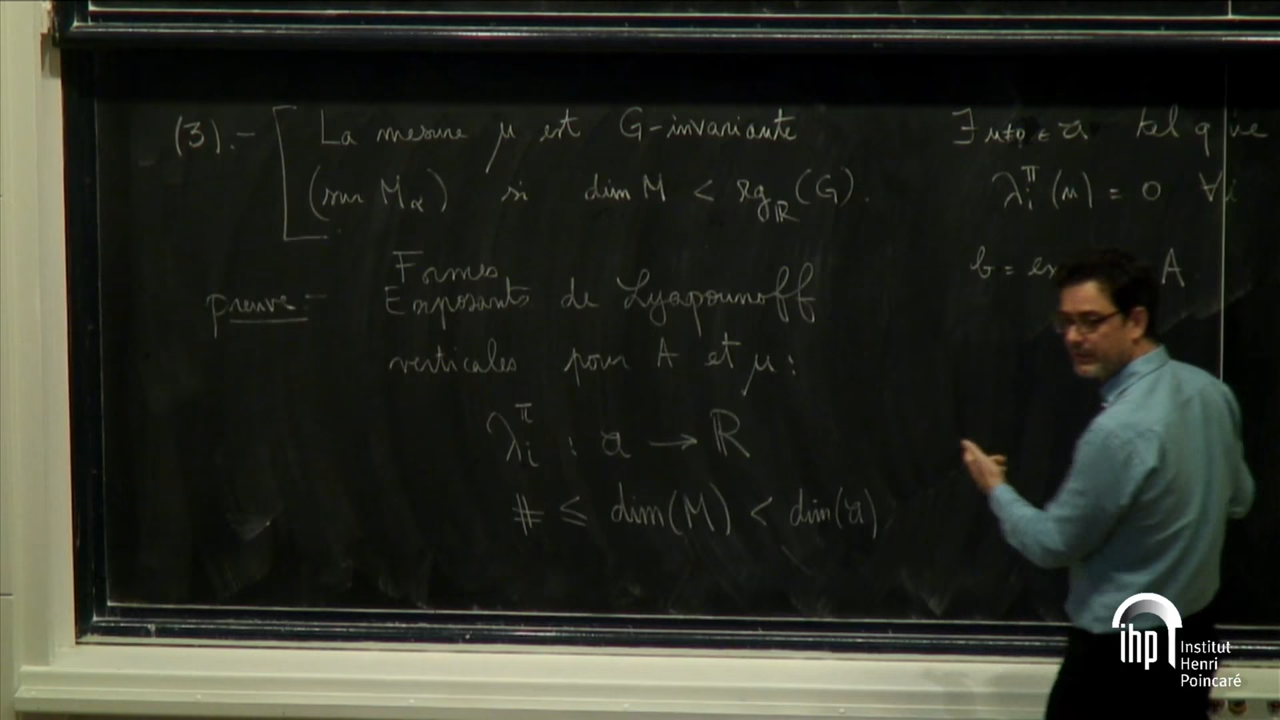 (3).- La mesure μ est G-invariante
(sur M_α) si dim M < rg_ℝ(G).
preuve:- Formes
Exposants de Lyapounoff
verticales pour A et μ :
λ_i^π : 𝔞 → ℝ
# ≤ dim(M) < dim(𝔞)
∃ u≠0 ∈ 𝔞 tel que
λ_i^π(u) = 0 ∀i
b = A
ihp Institut
Henri
Poincaré